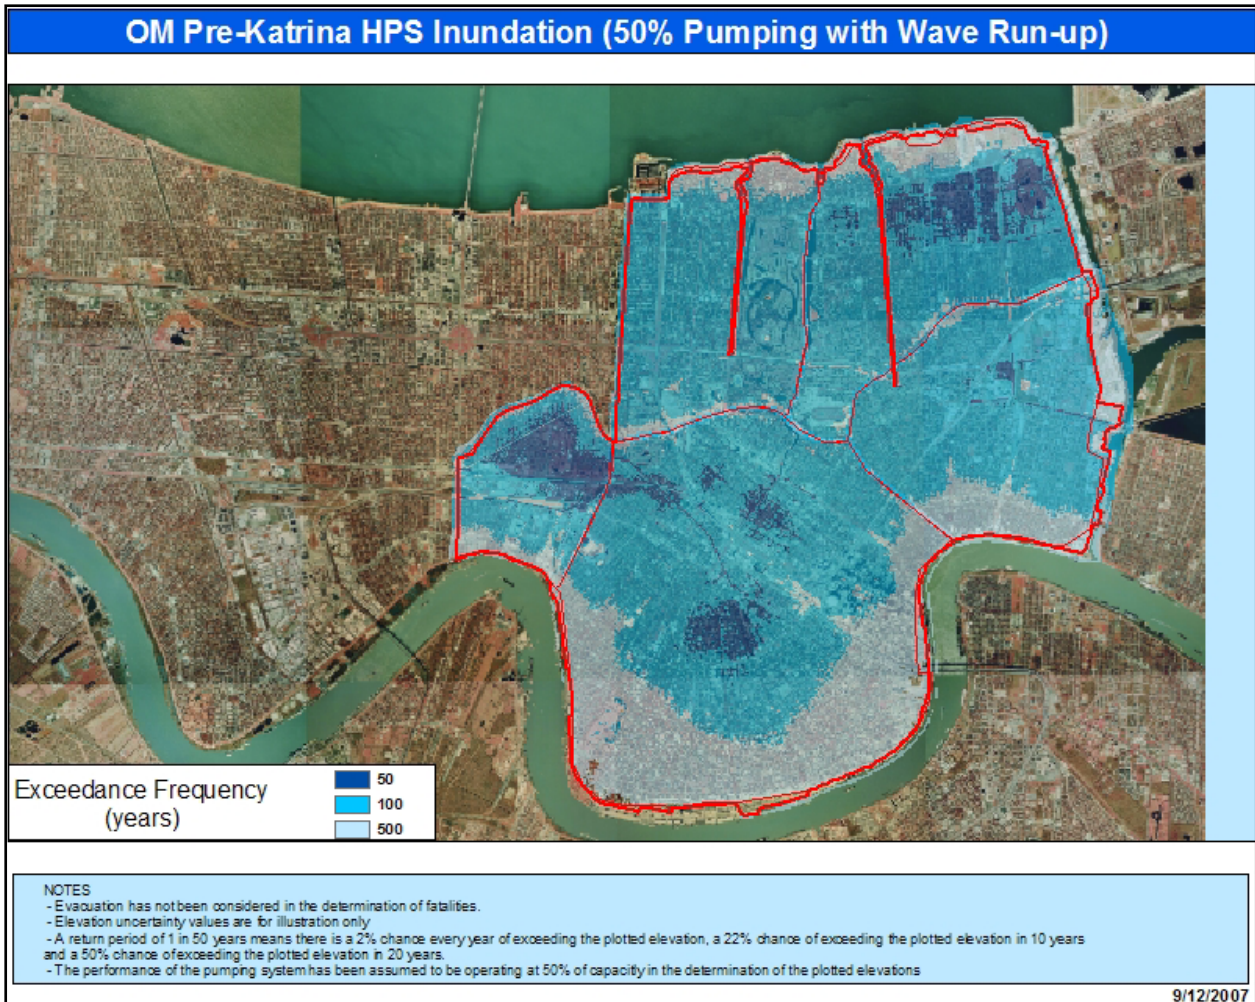 OM Pre-Katrina HPS Inundation (50% Pumping with Wave Run-up)
Exceedance Frequency
(years)
50
100
500
NOTES
- Evacuation has not been considered in the determination of fatalities.
- Elevation uncertainty values are for illustration only
- A return period of 1 in 50 years means there is a 2% chance every year of exceeding the plotted elevation, a 22% chance of exceeding the plotted elevation in 10 years
and a 50% chance of exceeding the plotted elevation in 20 years.
- The performance of the pumping system has been assumed to be operating at 50% of capacity in the determination of the plotted elevations
9/12/2007